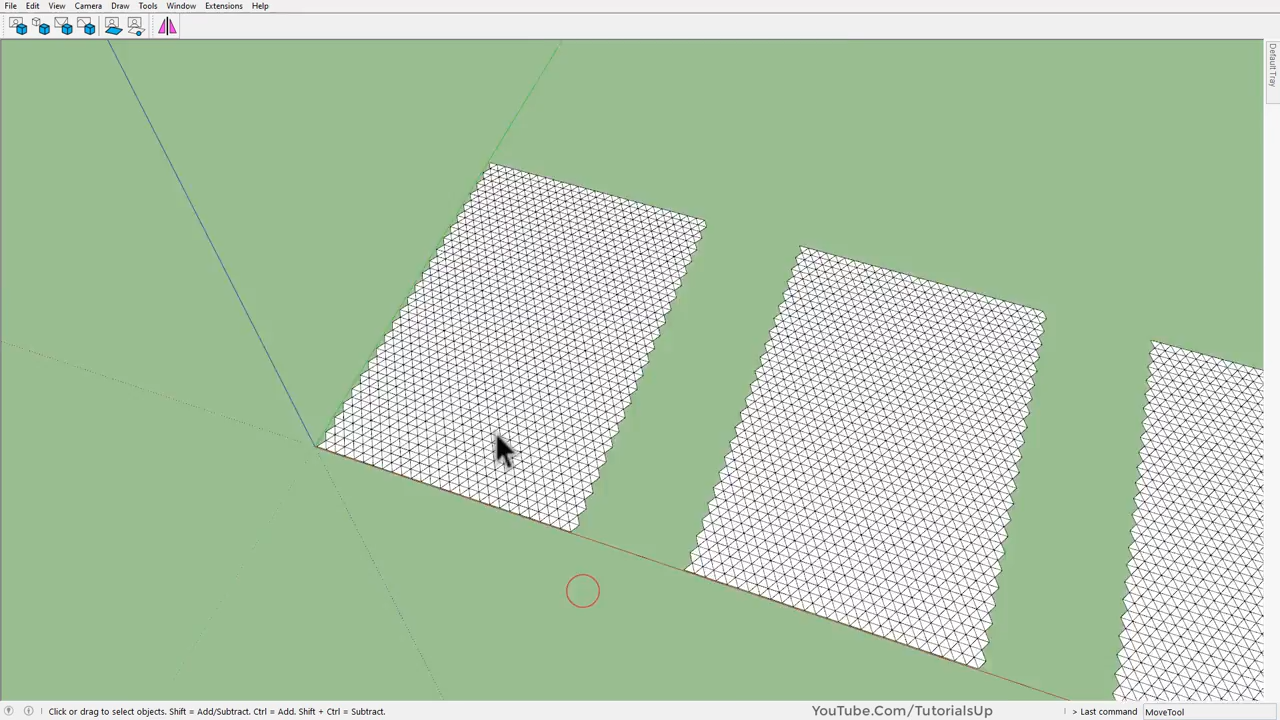 File Edit View Camera Draw Tools Window Extensions Help
Default Tray
Click or drag to select objects. Shift = Add/Subtract. Ctrl = Add. Shift + Ctrl = Subtract.
YouTube.Com/TutorialsUp
> Last command MoveTool